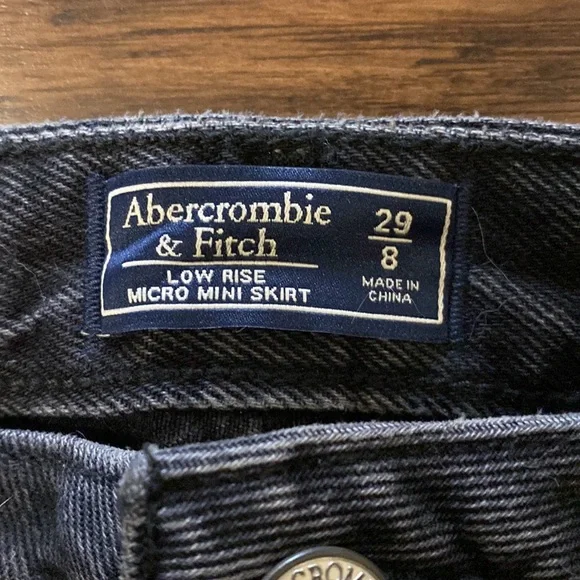 Abercrombie
& Fitch
LOW RISE
MICRO MINI SKIRT
29
8
MADE IN
CHINA